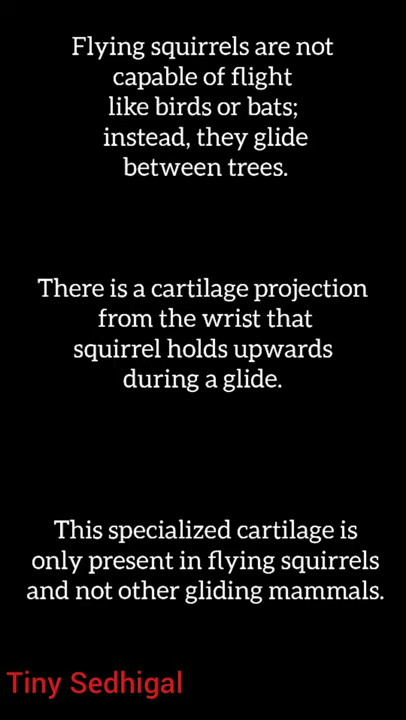 Flying squirrels are not
capable of flight
like birds or bats;
instead, they glide
between trees.
There is a cartilage projection
from the wrist that
squirrel holds upwards
during a glide.
This specialized cartilage is
only present in flying squirrels
and not other gliding mammals.
Tiny Sedhigal